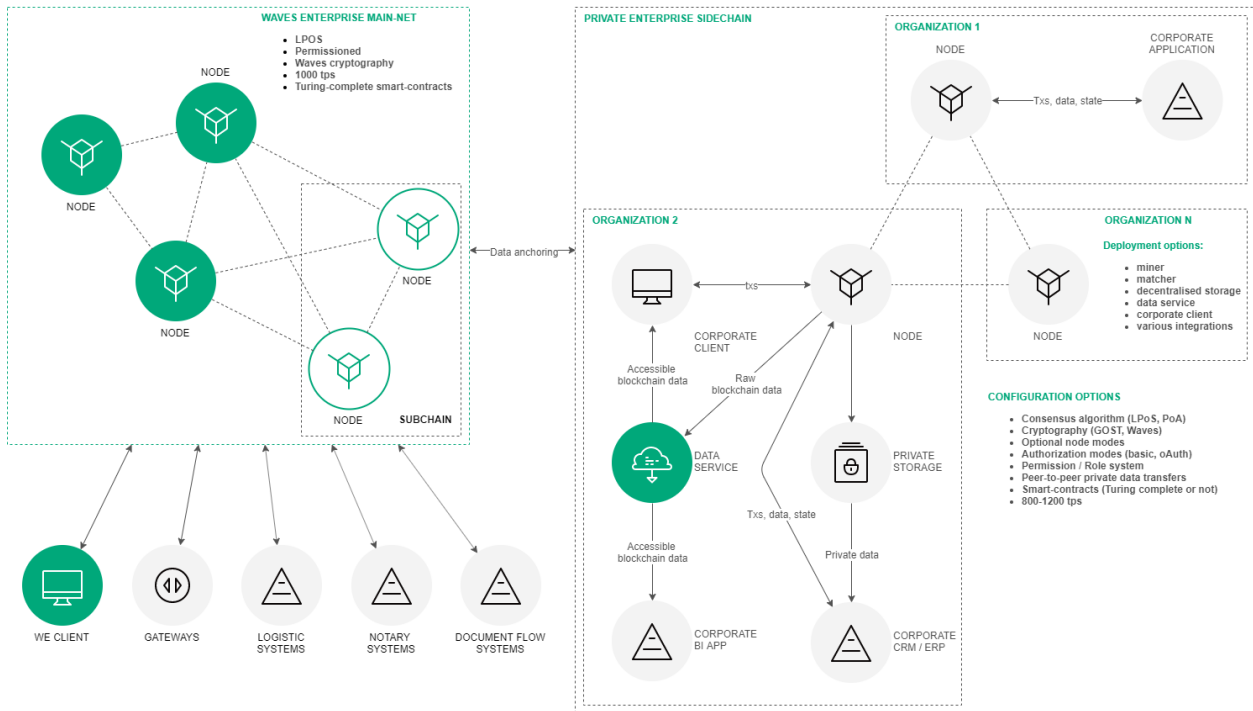 WAVES ENTERPRISE MAIN-NET
LPOS
Permissioned
Waves cryptography
1000 tps
Turing-complete smart-contracts
NODE
NODE
NODE
NODE
NODE
SUBCHAIN
Data anchoring
WE CLIENT
GATEWAYS
LOGISTIC
SYSTEMS
NOTARY
SYSTEMS
DOCUMENT FLOW
SYSTEMS
PRIVATE ENTERPRISE SIDECHAIN
ORGANIZATION 1
NODE
Txs, data, state
CORPORATE
APPLICATION
ORGANIZATION 2
txs
CORPORATE
CLIENT
NODE
Accessible
blockchain data
Raw
blockchain data
DATA
SERVICE
PRIVATE
STORAGE
Txs, data, state
Accessible
blockchain data
Private data
CORPORATE
BI APP
CORPORATE
CRM / ERP
ORGANIZATION N
Deployment options:
miner
matcher
decentralised storage
data service
corporate client
various integrations
NODE
CONFIGURATION OPTIONS
Consensus algorithm (LPoS, PoA)
Cryptography (GOST, Waves)
Optional node modes
Authorization modes (basic, oAuth)
Permission / Role system
Peer-to-peer private data transfers
Smart-contracts (Turing complete or not)
800-1200 tps